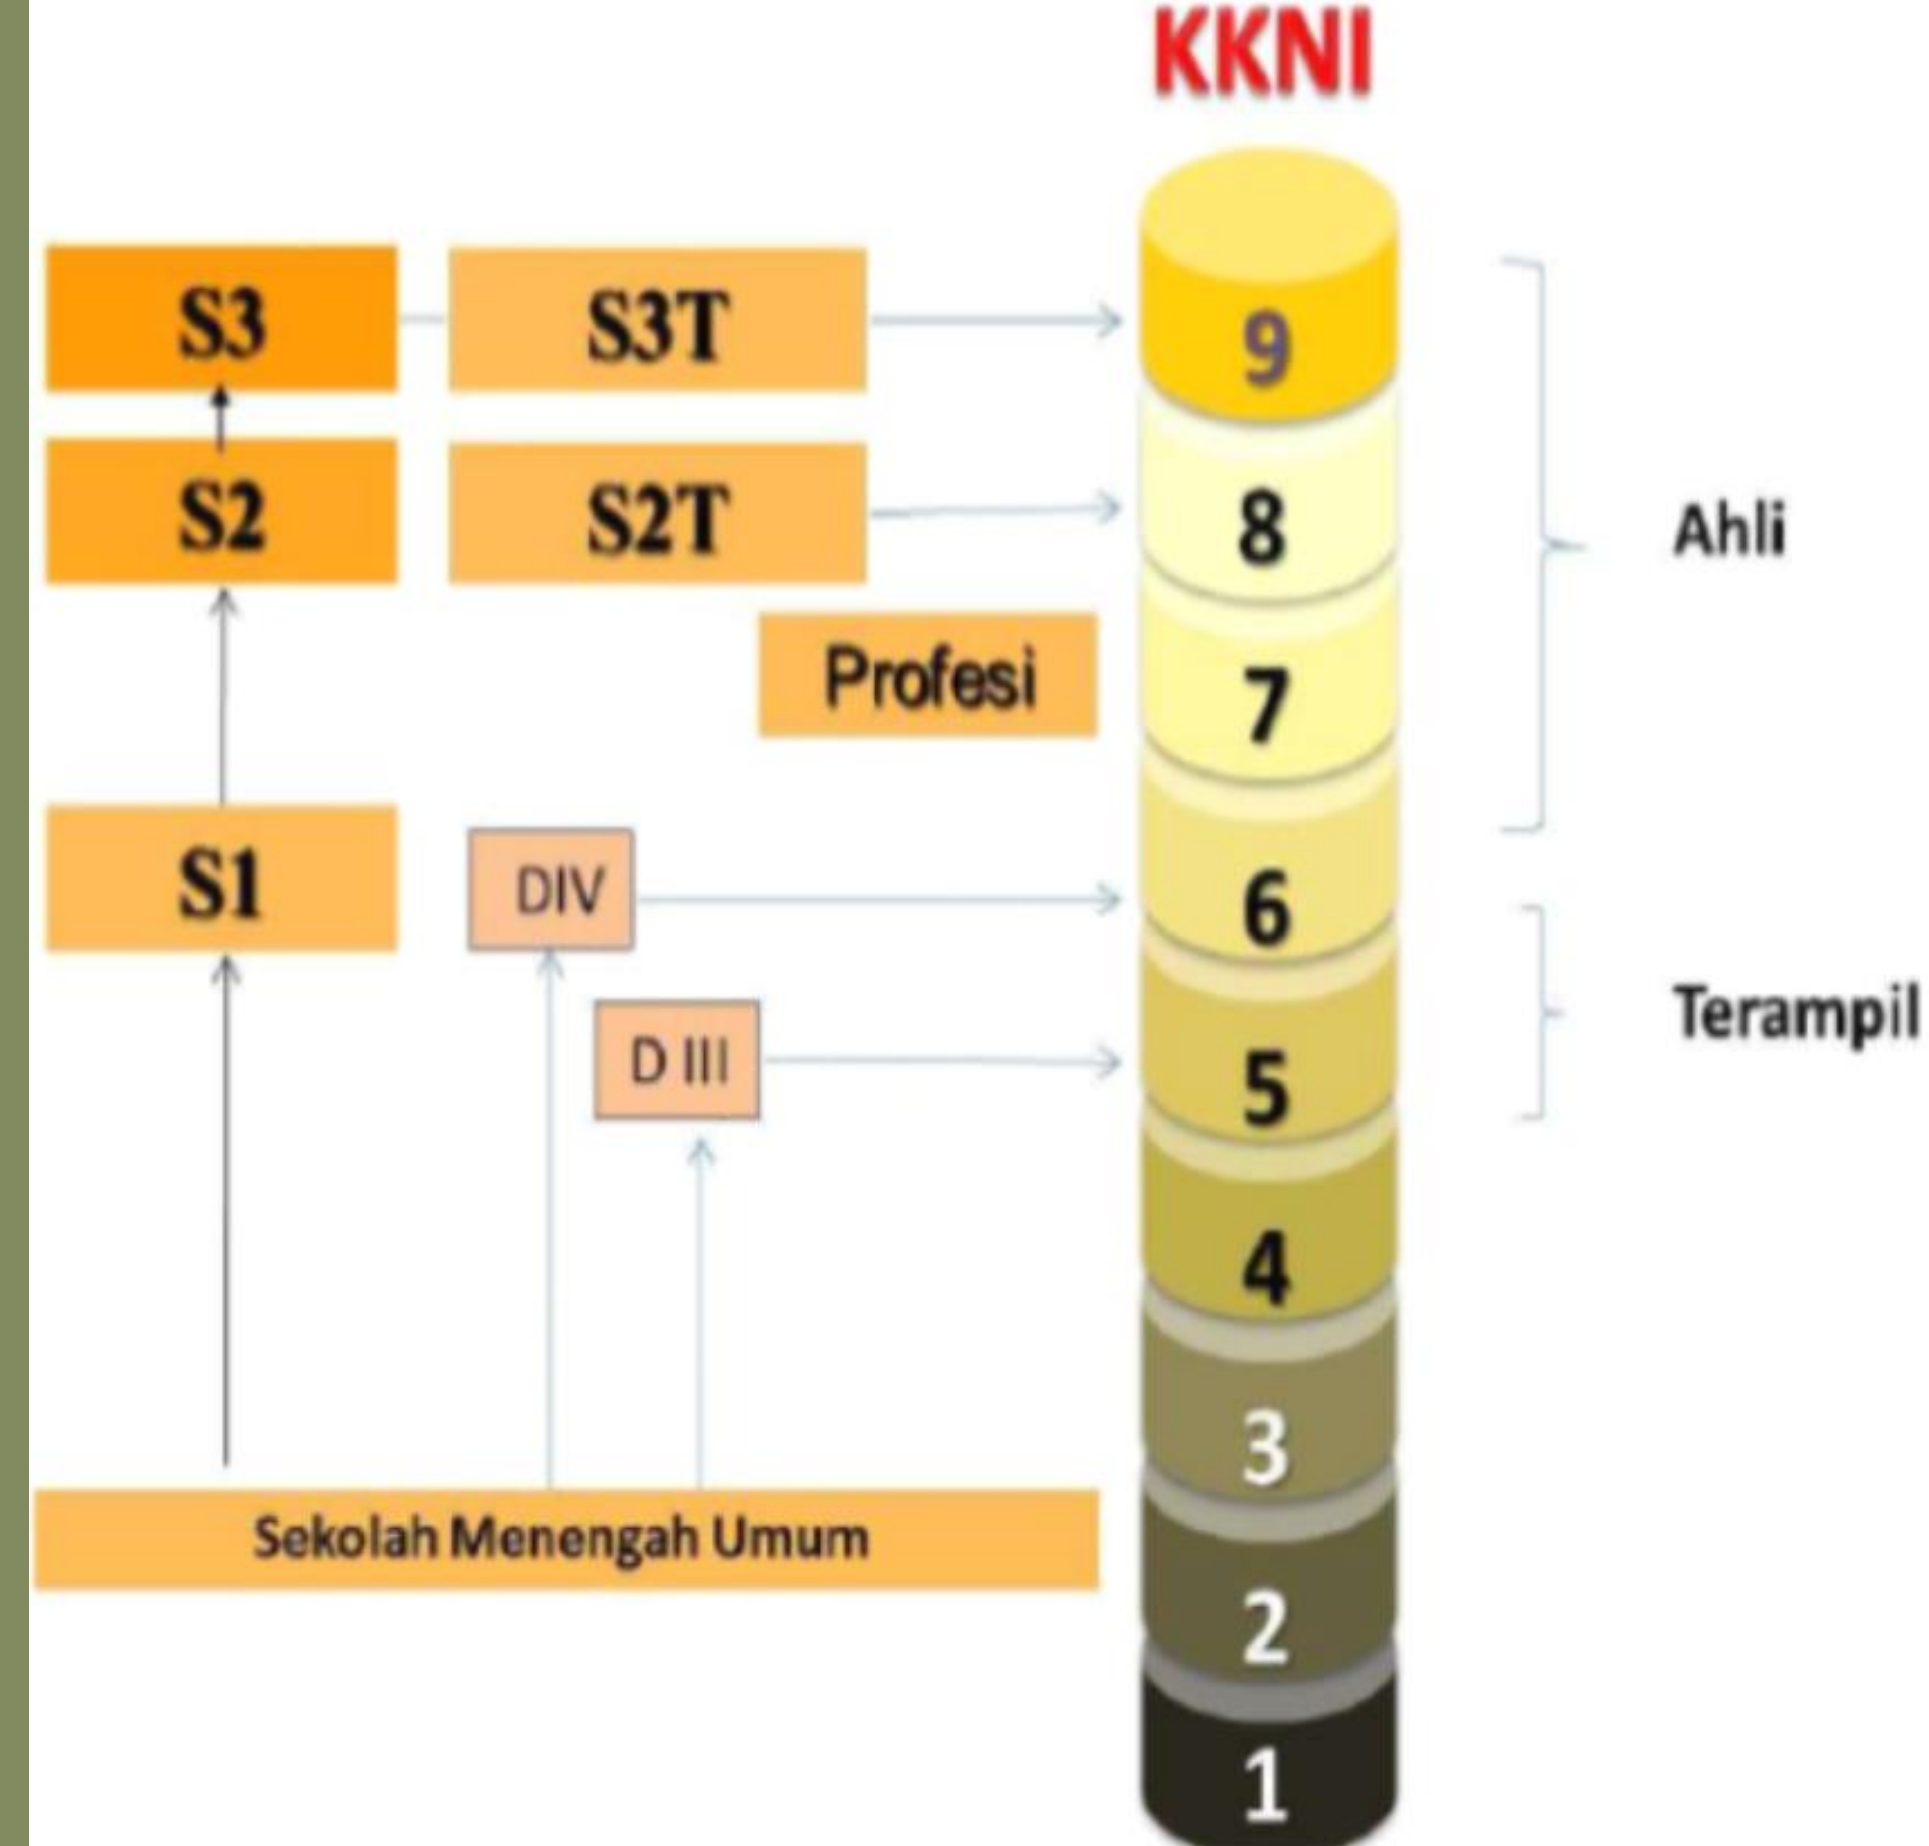 KKNI
S3
S3T
9
S2
S2T
8
Ahli
Profesi
7
S1
DIV
6
D III
5
Terampil
4
3
Sekolah Menengah Umum
2
1